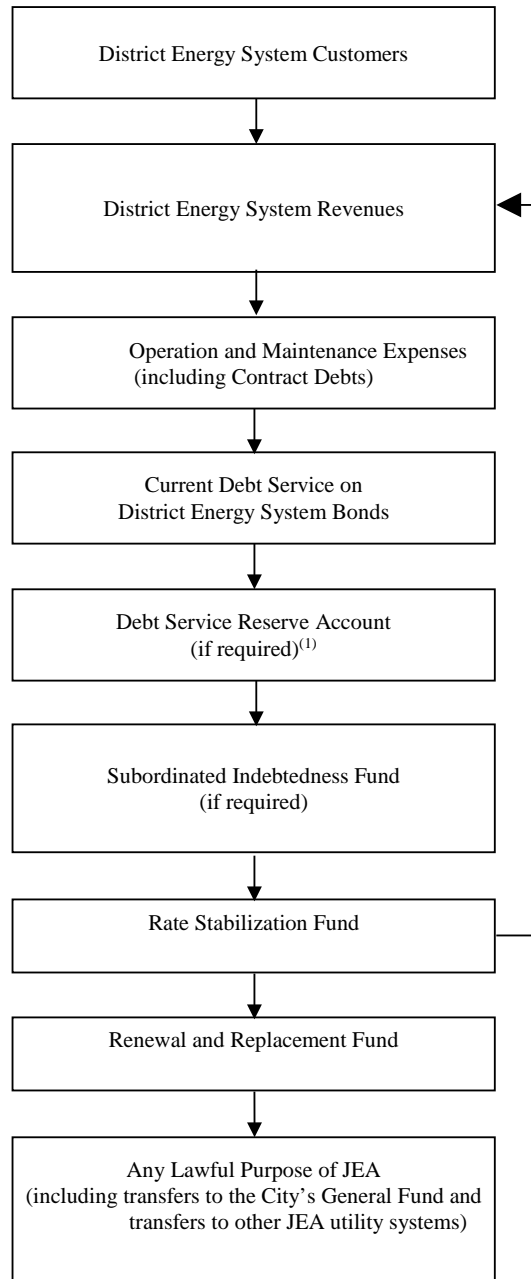 District Energy System Customers
District Energy System Revenues
Operation and Maintenance Expenses
(including Contract Debts)
Current Debt Service on
District Energy System Bonds
Debt Service Reserve Account
(if required)(1)
Subordinated Indebtedness Fund
(if required)
Rate Stabilization Fund
Renewal and Replacement Fund
Any Lawful Purpose of JEA
(including transfers to the City’s General Fund and
transfers to other JEA utility systems)